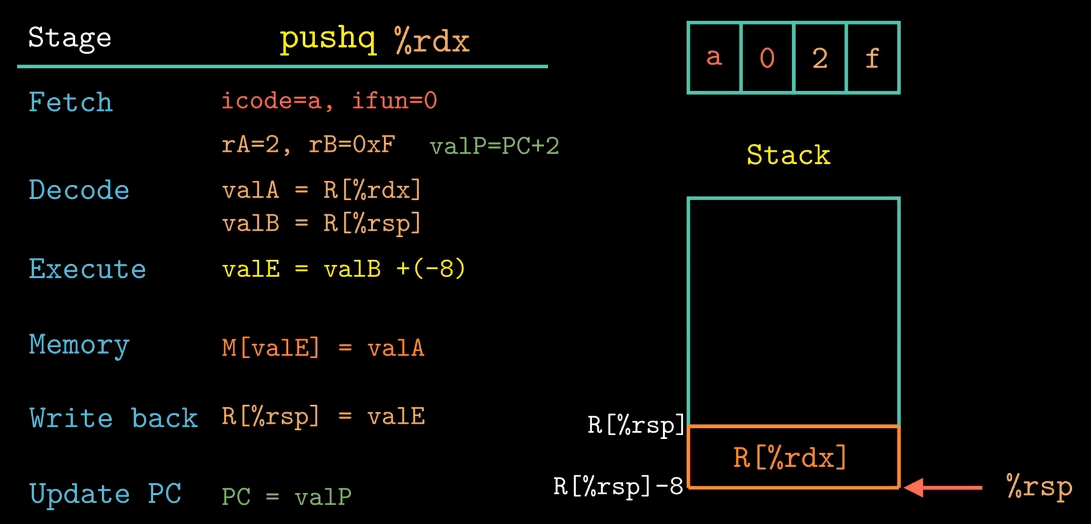 Stage pushq %rdx
Fetch icode=a, ifun=0
rA=2, rB=0xF valP=PC+2
Decode valA = R[%rdx]
valB = R[%rsp]
Execute valE = valB +(-8)
Memory M[valE] = valA
Write back R[%rsp] = valE
Update PC PC = valP
a 0 2 f
Stack
R[%rsp]
R[%rdx]
R[%rsp]-8 %rsp